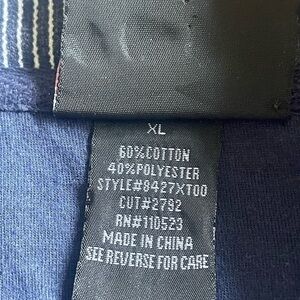 XL
60%COTTON
40%POLYESTER
STYLE#8427XT00
CUT#2792
RN#110523
MADE IN CHINA
SEE REVERSE FOR CARE